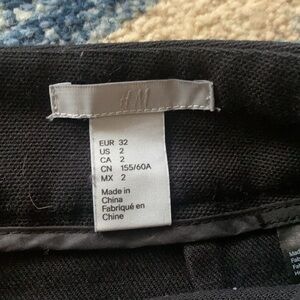 H&M
EUR 32
US 2
CA 2
CN 155/60A
MX 2
Made in
China
Fabriqué en
Chine